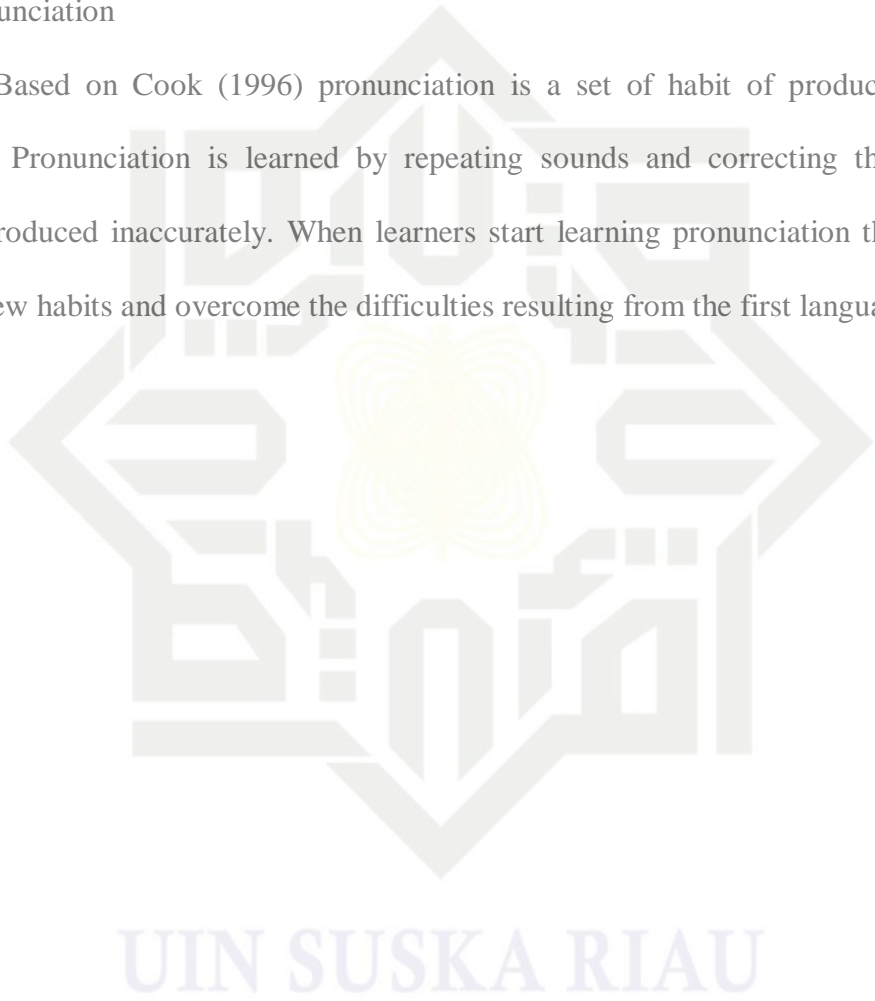 unciation
Based on Cook (1996) pronunciation is a set of habit of produc
Pronunciation is learned by repeating sounds and correcting th
roduced inaccurately. When learners start learning pronunciation th
ew habits and overcome the difficulties resulting from the first langua
UIN SUSKA RIAU